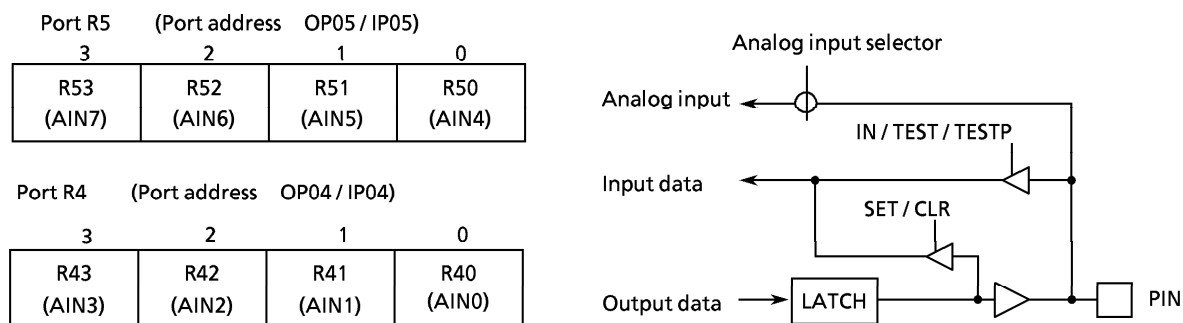 Port R5 (Port address OP05 / IP05)
3 2 1 0
R53 R52 R51 R50
(AIN7) (AIN6) (AIN5) (AIN4)
Port R4 (Port address OP04 / IP04)
3 2 1 0
R43 R42 R41 R40
(AIN3) (AIN2) (AIN1) (AIN0)
Analog input selector
Analog input
IN / TEST / TESTP
Input data
SET / CLR
Output data LATCH PIN